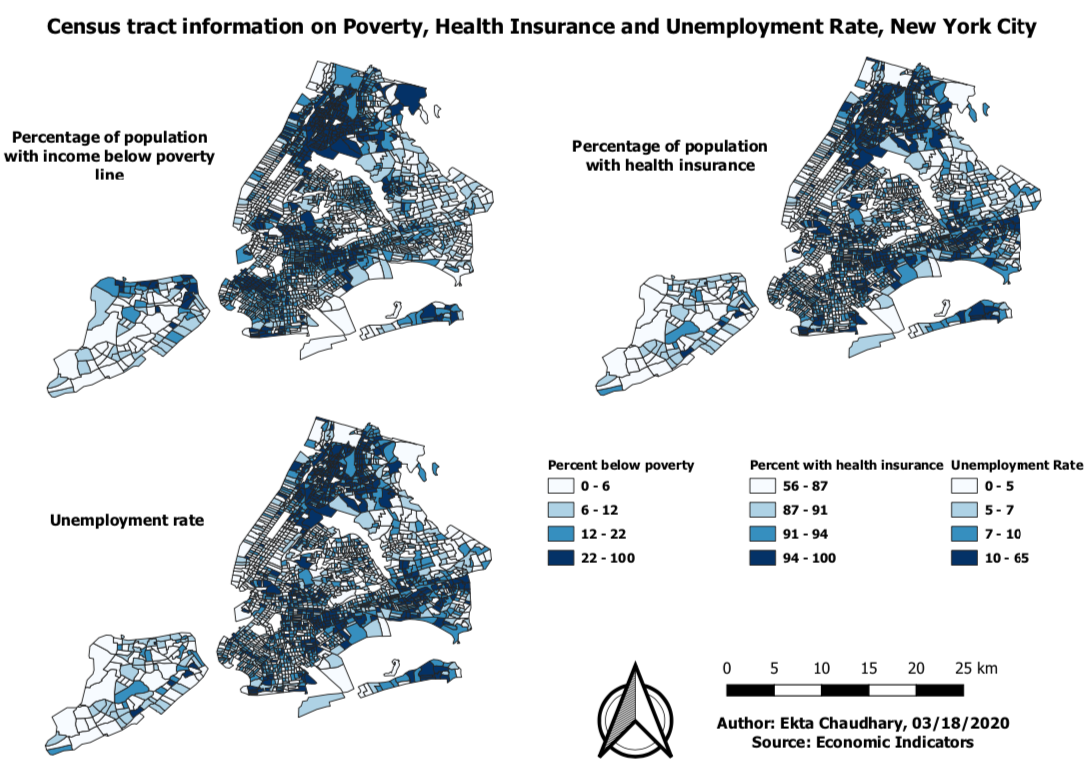 Census tract information on Poverty, Health Insurance and Unemployment Rate, New York City
Percentage of population
with income below poverty
line
Percentage of population
with health insurance
Unemployment rate
Percent below poverty
0 - 6
6 - 12
12 - 22
22 - 100
Percent with health insurance
56 - 87
87 - 91
91 - 94
94 - 100
Unemployment Rate
0 - 5
5 - 7
7 - 10
10 - 65
0 5 10 15 20 25 km
Author: Ekta Chaudhary, 03/18/2020
Source: Economic Indicators